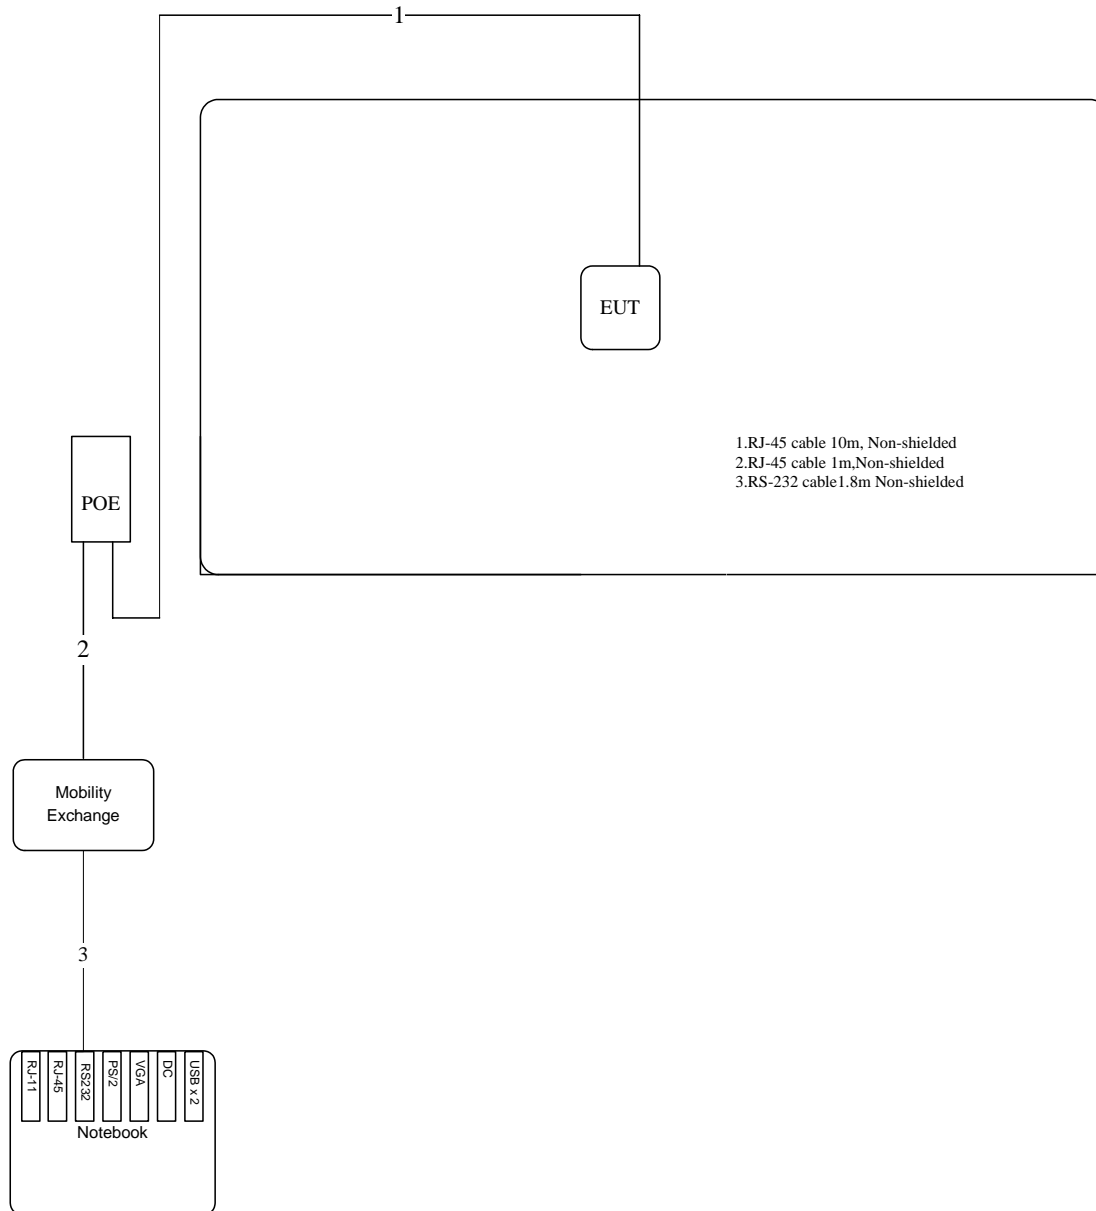 1
EUT
1.RJ-45 cable 10m, Non-shielded
2.RJ-45 cable 1m,Non-shielded
3.RS-232 cable1.8m Non-shielded
POE
2
Mobility
Exchange
3
RJ-11
RJ-45
RS232
PS/2
VGA
DC
USB x 2
Notebook